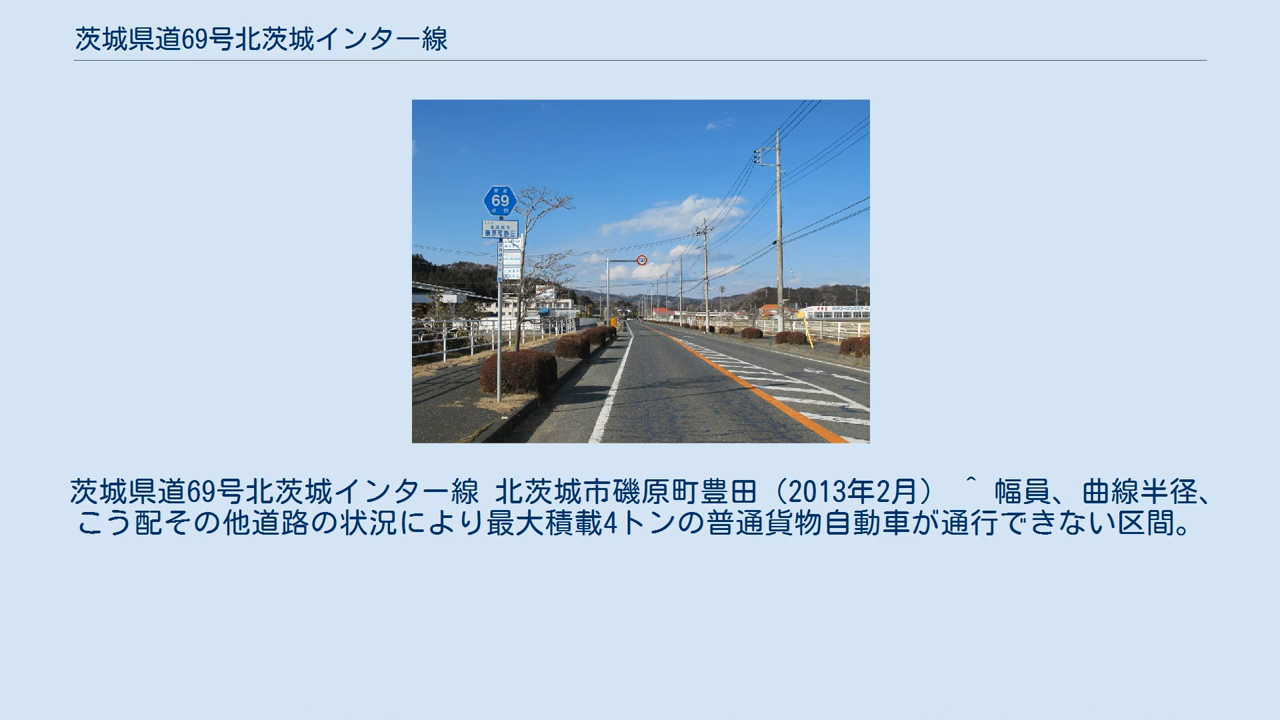 茨城県道69号北茨城インター線
69
茨城県道69号北茨城インター線 北茨城市磯原町豊田（2013年2月） ^ 幅員、曲線半径、
こう配その他道路の状況により最大積載4トンの普通貨物自動車が通行できない区間。